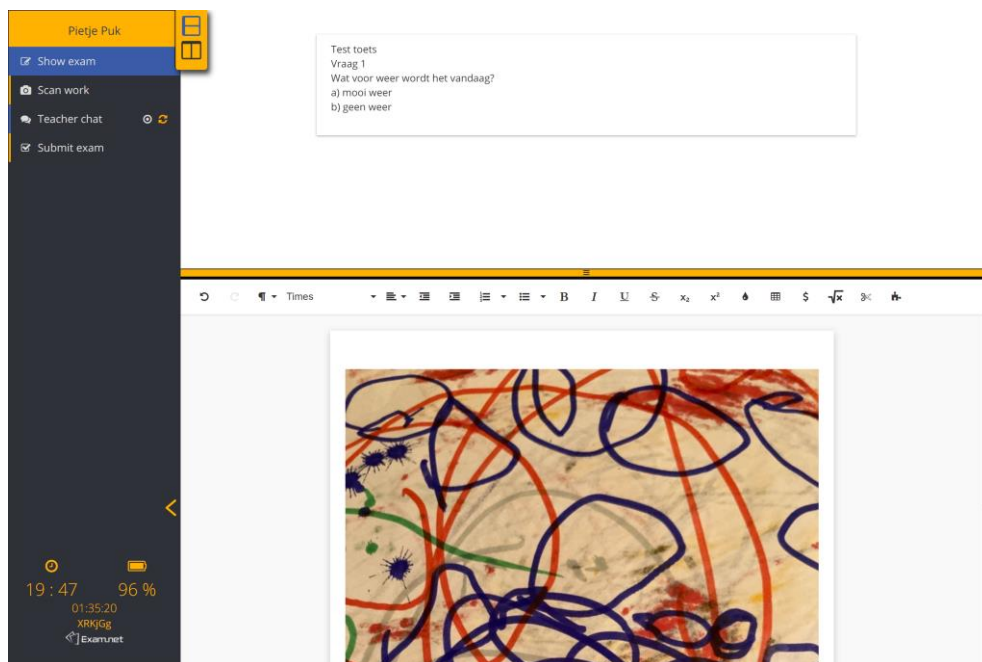 Pietje Puk
Show exam
Scan work
Teacher chat
Submit exam
Test toets
Vraag 1
Wat voor weer wordt het vandaag?
a) mooi weer
b) geen weer
Times B I U S x₂ x² $ √x
19 : 47 96 %
01:35:20
XRKjGg
Exam.net